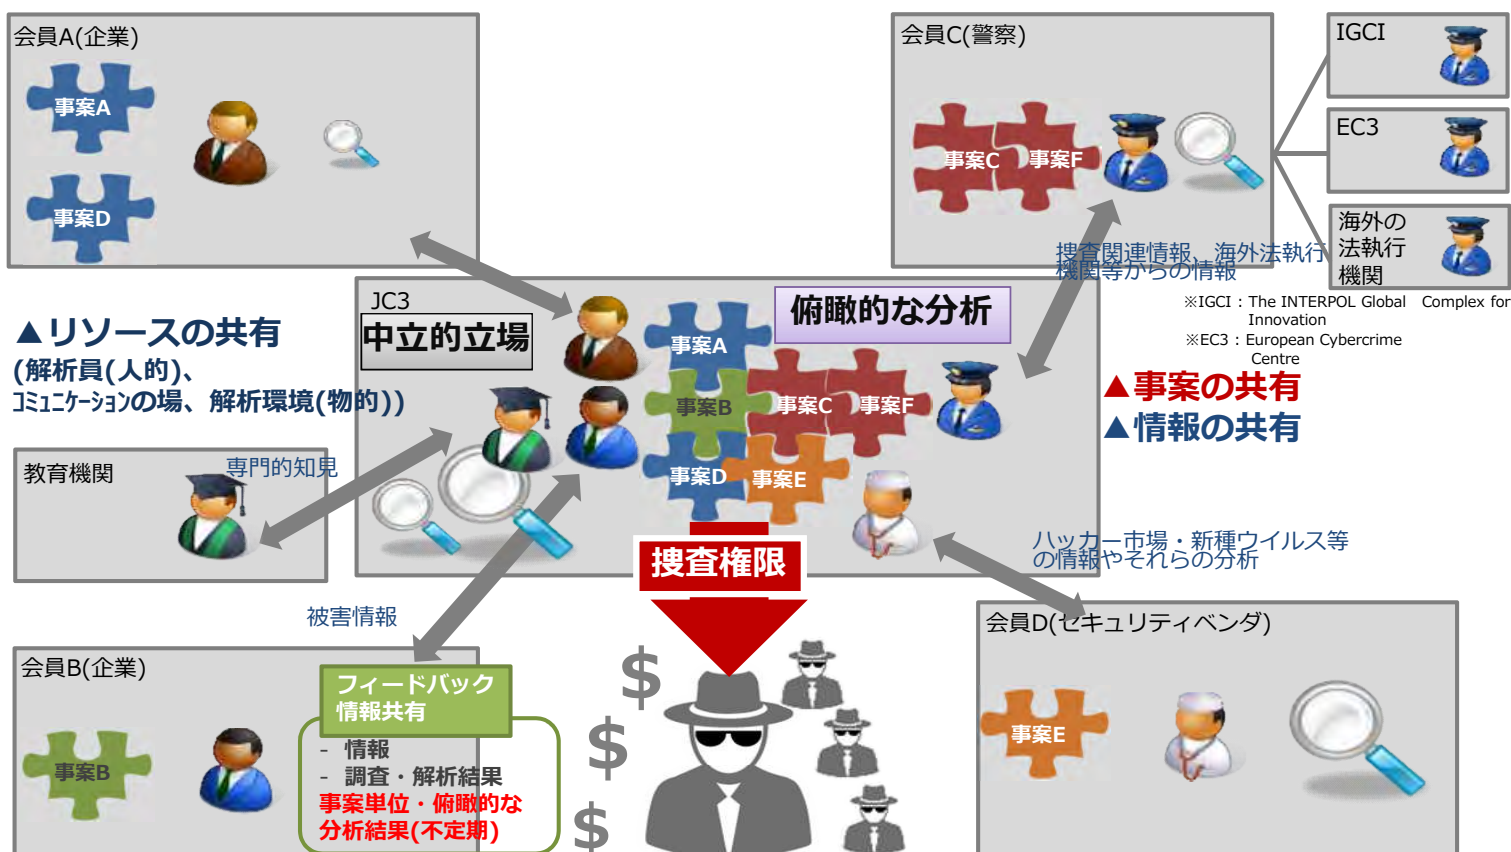 会員A(企業)
事案A
事案D
会員C(警察)
事案C
事案F
IGCI
EC3
海外の
法執行
機関
捜査関連情報、海外法執行
機関等からの情報
※IGCI：The INTERPOL Global Complex for
Innovation
※EC3：European Cybercrime
Centre
▲リソースの共有
(解析員(人的)、
ｺﾐｭﾆｹｰｼｮﾝの場、解析環境(物的))
JC3
中立的立場
俯瞰的な分析
事案A
事案B
事案C
事案F
事案D
事案E
▲事案の共有
▲情報の共有
教育機関
専門的知見
捜査権限
ハッカー市場・新種ウイルス等
の情報やそれらの分析
被害情報
会員B(企業)
事案B
フィードバック
情報共有
- 情報
- 調査・解析結果
事案単位・俯瞰的な
分析結果(不定期)
$
$
$
会員D(セキュリティベンダ)
事案E